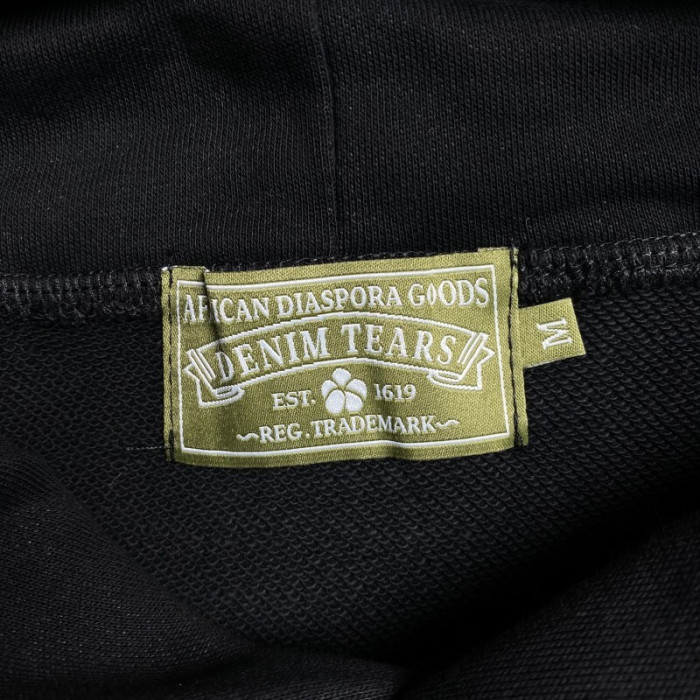 AFRICAN DIASPORA GOODS
DENIM TEARS
EST. 1619
~REG. TRADEMARK~
M